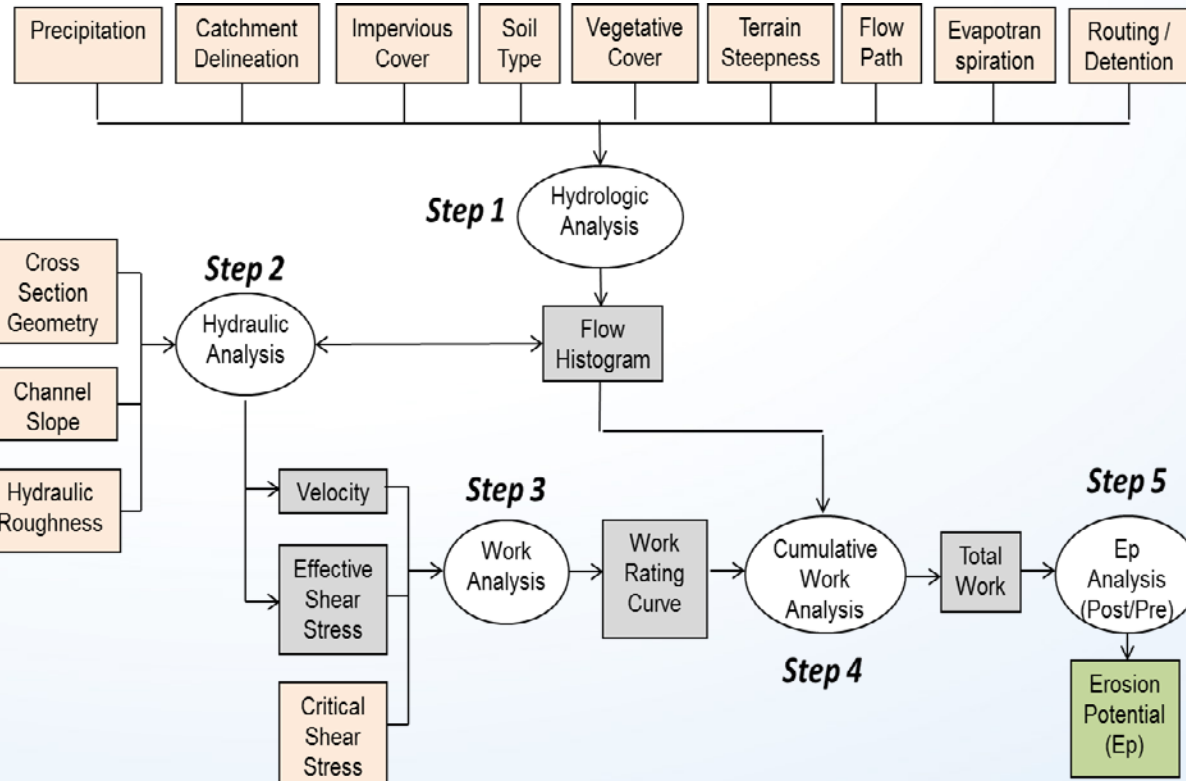 Precipitation
Catchment
Delineation
Impervious
Cover
Soil
Type
Vegetative
Cover
Terrain
Steepness
Flow
Path
Evapotran
spiration
Routing /
Detention
Step 1
Hydrologic
Analysis
Cross
Section
Geometry
Channel
Slope
Hydraulic
Roughness
Step 2
Hydraulic
Analysis
Flow
Histogram
Velocity
Effective
Shear
Stress
Critical
Shear
Stress
Step 3
Work
Analysis
Work
Rating
Curve
Cumulative
Work
Analysis
Step 4
Total
Work
Step 5
Ep
Analysis
(Post/Pre)
Erosion
Potential
(Ep)